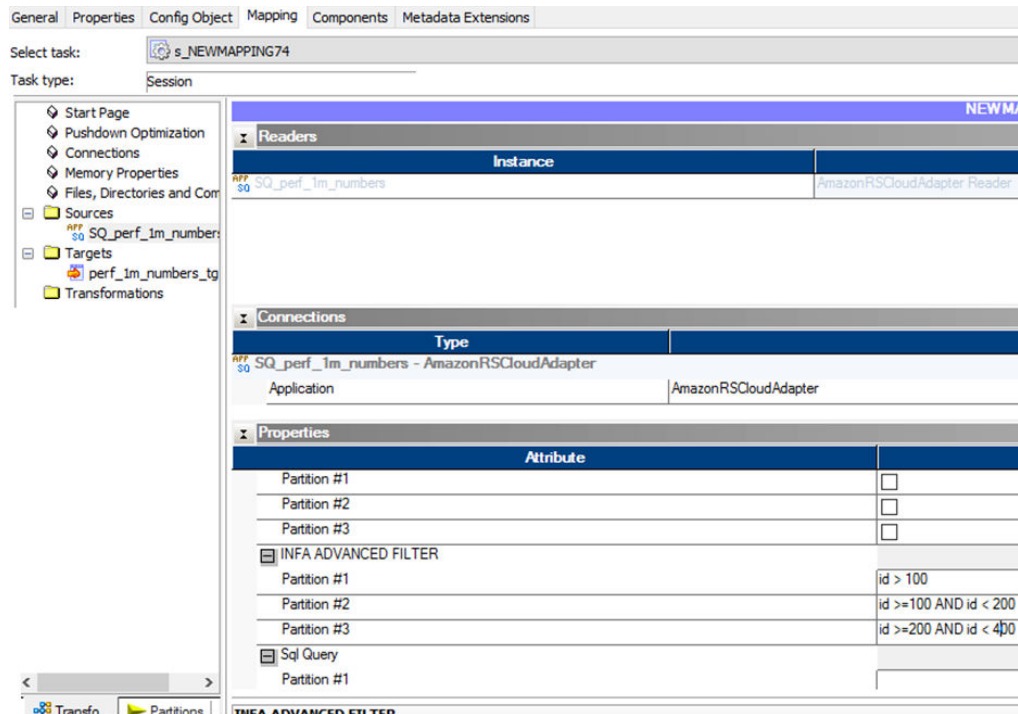 General Properties Config Object Mapping Components Metadata Extensions
Select task: s_NEWMAPPING74
Task type: Session
Start Page
Pushdown Optimization
Connections
Memory Properties
Files, Directories and Com
Sources
SQ_perf_1m_number
Targets
perf_1m_numbers_tg
Transformations
NEWMA
Readers
Instance
APP SQ SQ_perf_1m_numbers AmazonRSCloudAdapter Reader
Connections
Type
APP SQ SQ_perf_1m_numbers - AmazonRSCloudAdapter
Application AmazonRSCloudAdapter
Properties
Attribute
Partition #1
Partition #2
Partition #3
INFA ADVANCED FILTER
Partition #1 id > 100
Partition #2 id >=100 AND id < 200
Partition #3 id >=200 AND id < 400
Sql Query
Partition #1
Transfo Partitions INFA ADVANCED FILTER